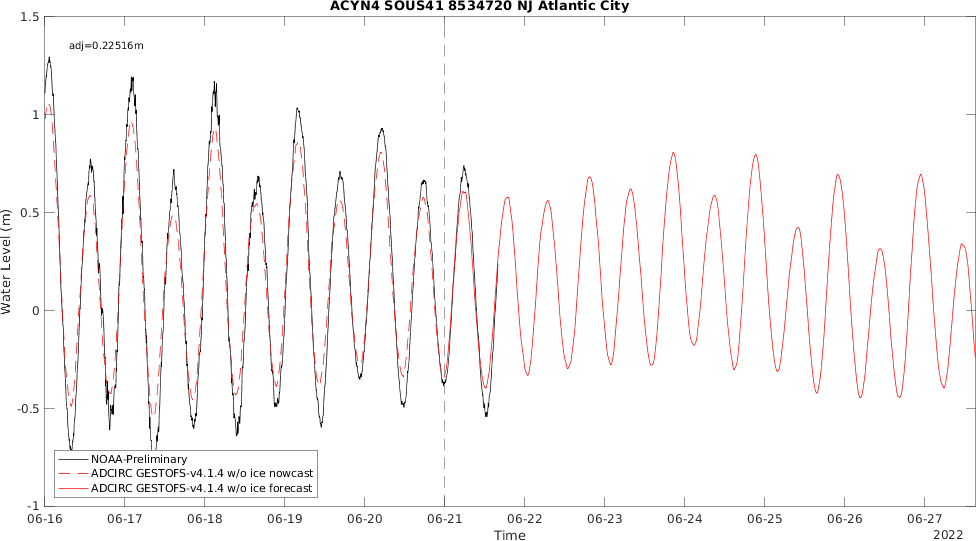 ACYN4 SOUS41 8534720 NJ Atlantic City
1.5
adj=0.22516m
1
0.5
0
-0.5
-1
Water Level (m)
NOAA-Preliminary
ADCIRC GESTOFS-v4.1.4 w/o ice nowcast
ADCIRC GESTOFS-v4.1.4 w/o ice forecast
06-16 06-17 06-18 06-19 06-20 06-21 06-22 06-23 06-24 06-25 06-26 06-27
Time
2022